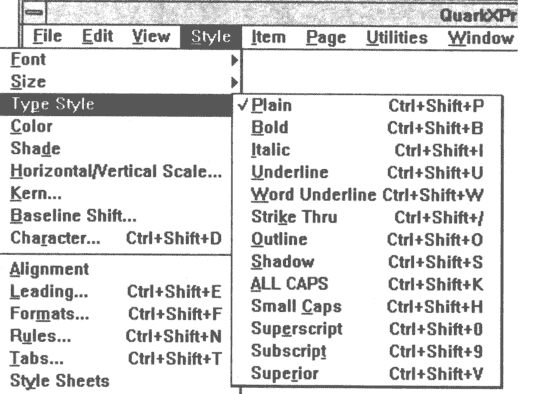 QuarkXPr
File Edit View Style Item Page Utilities Window
Font
Size
Type Style
Color
Shade
Horizontal/Vertical Scale...
Kern...
Baseline Shift...
Character... Ctrl+Shift+D
Alignment
Leading... Ctrl+Shift+E
Formats... Ctrl+Shift+F
Rules... Ctrl+Shift+N
Tabs... Ctrl+Shift+T
Style Sheets
✓Plain Ctrl+Shift+P
Bold Ctrl+Shift+B
Italic Ctrl+Shift+I
Underline Ctrl+Shift+U
Word Underline Ctrl+Shift+W
Strike Thru Ctrl+Shift+/
Outline Ctrl+Shift+O
Shadow Ctrl+Shift+S
ALL CAPS Ctrl+Shift+K
Small Caps Ctrl+Shift+H
Superscript Ctrl+Shift+0
Subscript Ctrl+Shift+9
Superior Ctrl+Shift+V